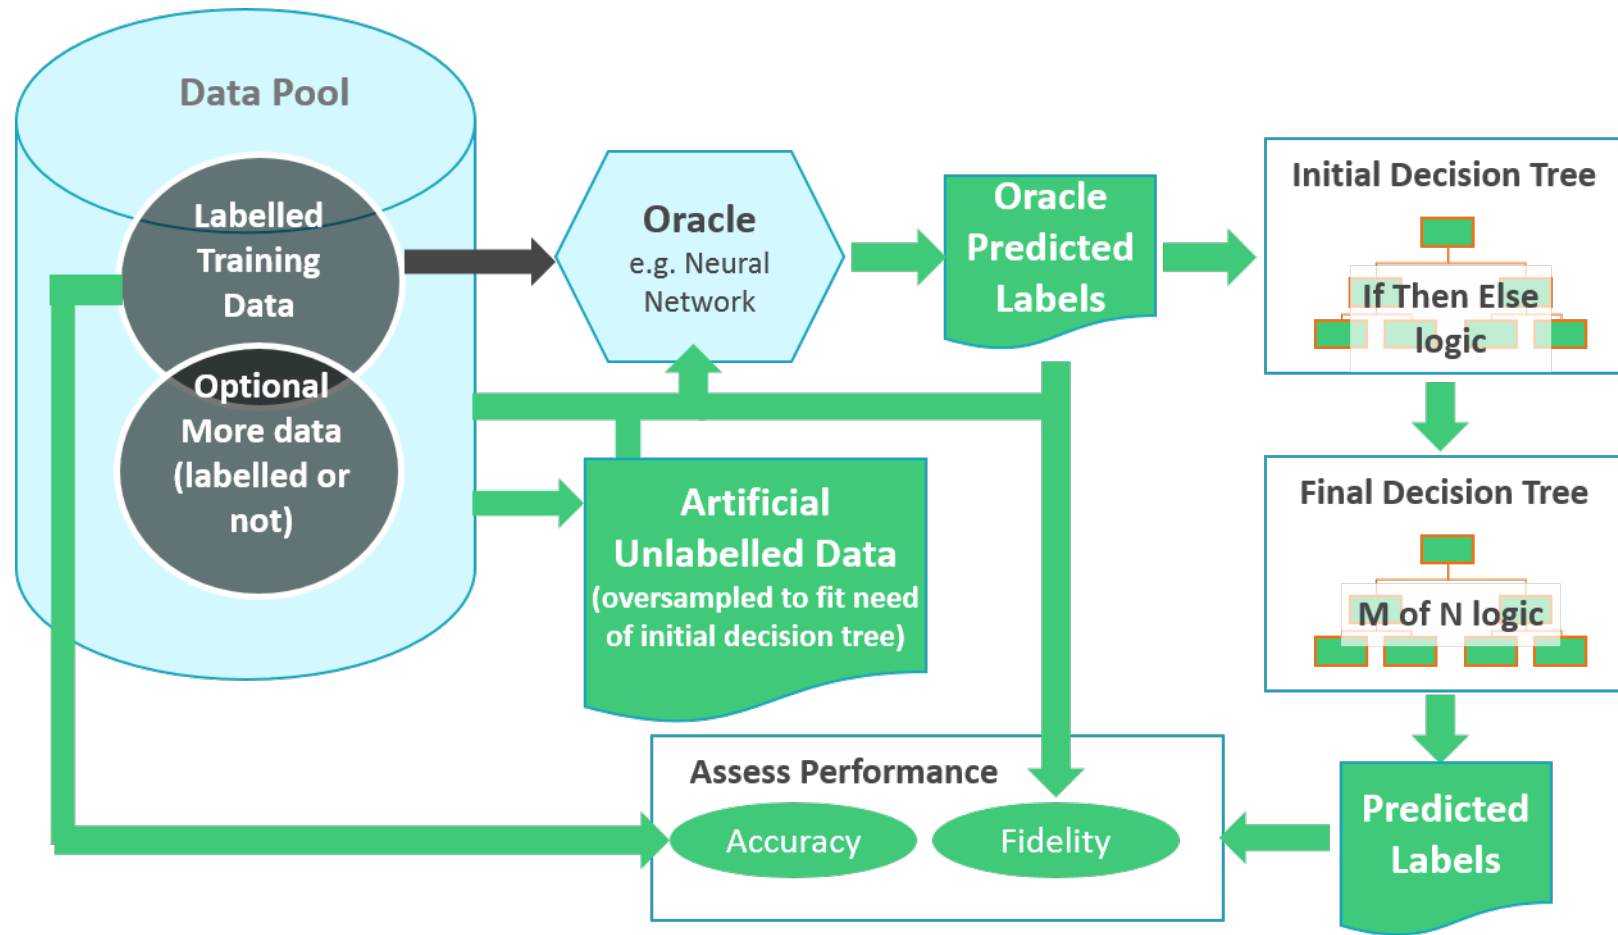 Data Pool
Labelled
Training
Data
Optional
More data
(labelled or
not)
Oracle
e.g. Neural
Network
Oracle
Predicted
Labels
Initial Decision Tree
If Then Else
logic
Artificial
Unlabelled Data
(oversampled to fit need
of initial decision tree)
Final Decision Tree
M of N logic
Assess Performance
Accuracy
Fidelity
Predicted
Labels